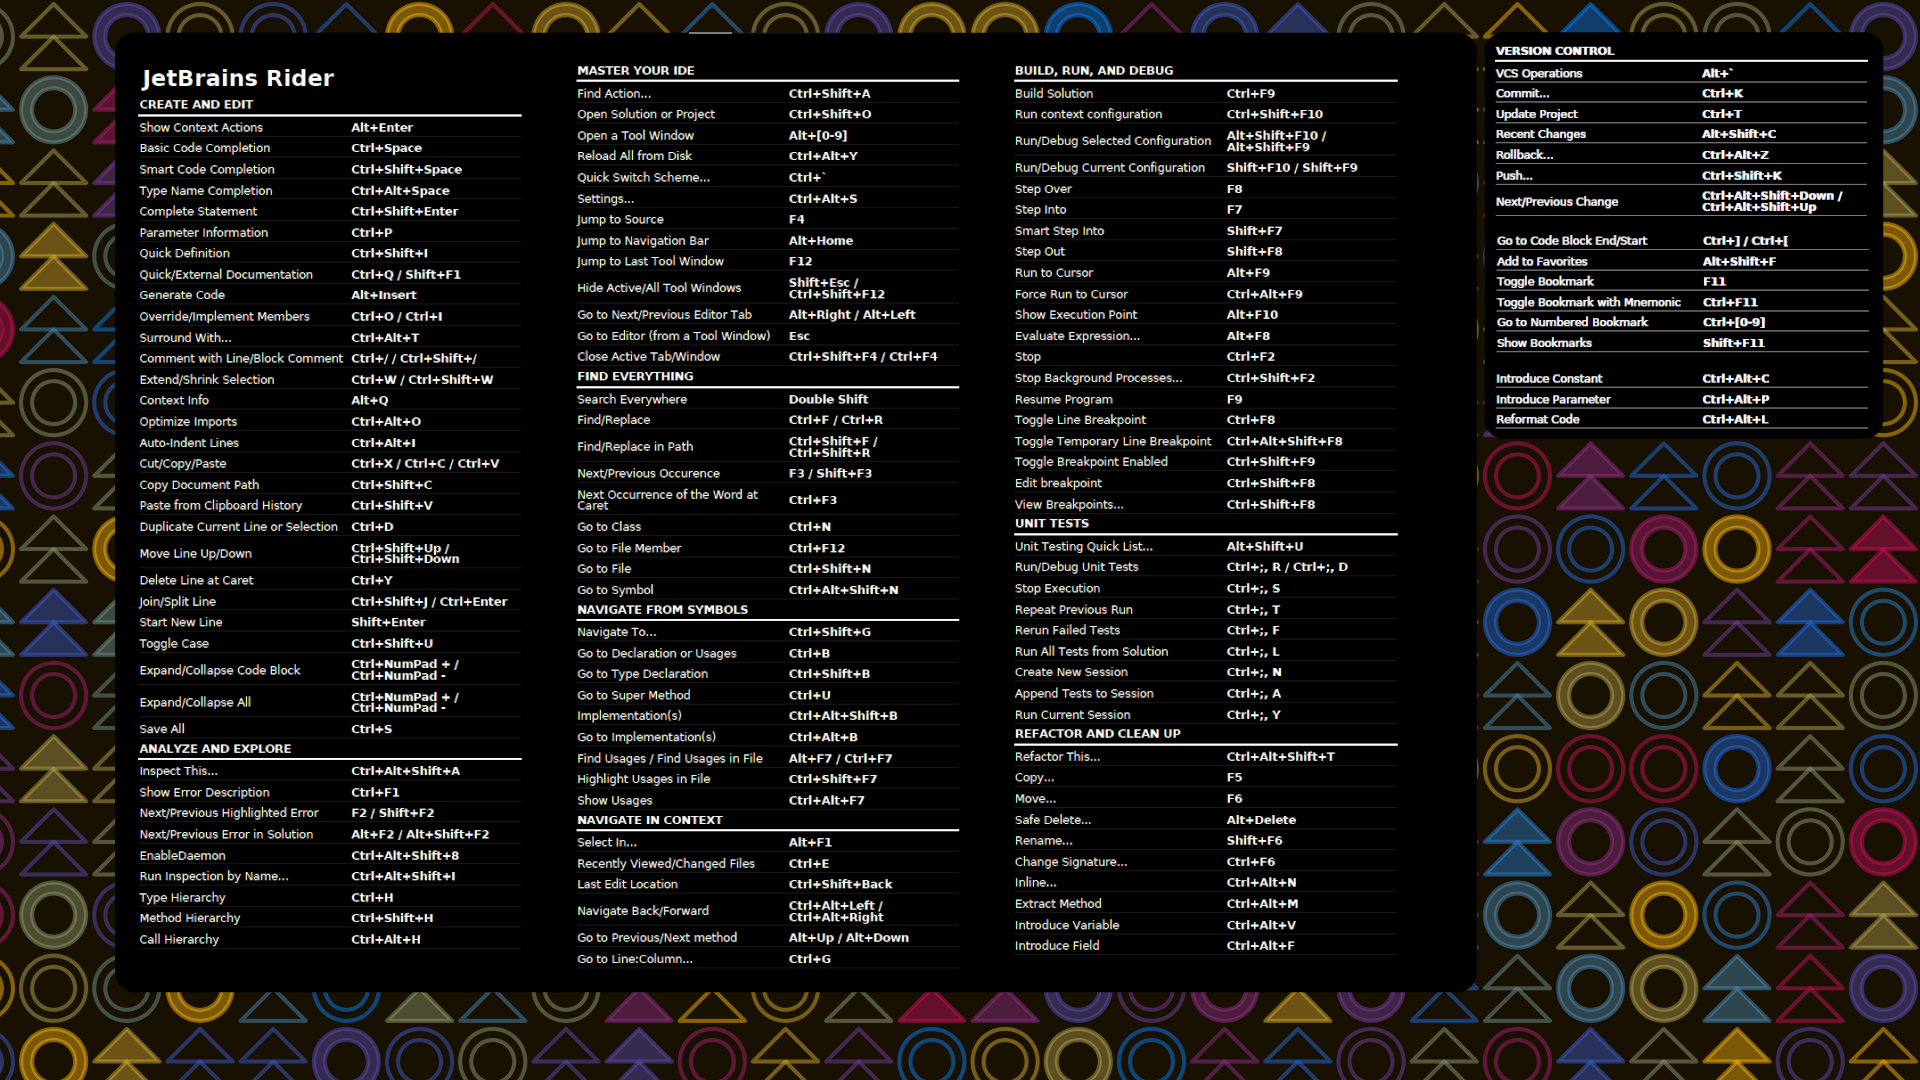 JetBrains Rider
CREATE AND EDIT
Show Context Actions Alt+Enter
Basic Code Completion Ctrl+Space
Smart Code Completion Ctrl+Shift+Space
Type Name Completion Ctrl+Alt+Space
Complete Statement Ctrl+Shift+Enter
Parameter Information Ctrl+P
Quick Definition Ctrl+Shift+I
Quick/External Documentation Ctrl+Q / Shift+F1
Generate Code Alt+Insert
Override/Implement Members Ctrl+O / Ctrl+I
Surround With... Ctrl+Alt+T
Comment with Line/Block Comment Ctrl+/ / Ctrl+Shift+/
Extend/Shrink Selection Ctrl+W / Ctrl+Shift+W
Context Info Alt+Q
Optimize Imports Ctrl+Alt+O
Auto-Indent Lines Ctrl+Alt+I
Cut/Copy/Paste Ctrl+X / Ctrl+C / Ctrl+V
Copy Document Path Ctrl+Shift+C
Paste from Clipboard History Ctrl+Shift+V
Duplicate Current Line or Selection Ctrl+D
Move Line Up/Down Ctrl+Shift+Up /
Ctrl+Shift+Down
Delete Line at Caret Ctrl+Y
Join/Split Line Ctrl+Shift+J / Ctrl+Enter
Start New Line Shift+Enter
Toggle Case Ctrl+Shift+U
Expand/Collapse Code Block Ctrl+NumPad + /
Ctrl+NumPad -
Expand/Collapse All Ctrl+NumPad + /
Ctrl+NumPad -
Save All Ctrl+S
ANALYZE AND EXPLORE
Inspect This... Ctrl+Alt+Shift+A
Show Error Description Ctrl+F1
Next/Previous Highlighted Error F2 / Shift+F2
Next/Previous Error in Solution Alt+F2 / Alt+Shift+F2
EnableDaemon Ctrl+Alt+Shift+8
Run Inspection by Name... Ctrl+Alt+Shift+I
Type Hierarchy Ctrl+H
Method Hierarchy Ctrl+Shift+H
Call Hierarchy Ctrl+Alt+H
MASTER YOUR IDE
Find Action... Ctrl+Shift+A
Open Solution or Project Ctrl+Shift+O
Open a Tool Window Alt+[0-9]
Reload All from Disk Ctrl+Alt+Y
Quick Switch Scheme... Ctrl+`
Settings... Ctrl+Alt+S
Jump to Source F4
Jump to Navigation Bar Alt+Home
Jump to Last Tool Window F12
Hide Active/All Tool Windows Shift+Esc /
Ctrl+Shift+F12
Go to Next/Previous Editor Tab Alt+Right / Alt+Left
Go to Editor (from a Tool Window) Esc
Close Active Tab/Window Ctrl+Shift+F4 / Ctrl+F4
FIND EVERYTHING
Search Everywhere Double Shift
Find/Replace Ctrl+F / Ctrl+R
Find/Replace in Path Ctrl+Shift+F /
Ctrl+Shift+R
Next/Previous Occurence F3 / Shift+F3
Next Occurrence of the Word at
Caret Ctrl+F3
Go to Class Ctrl+N
Go to File Member Ctrl+F12
Go to File Ctrl+Shift+N
Go to Symbol Ctrl+Alt+Shift+N
NAVIGATE FROM SYMBOLS
Navigate To... Ctrl+Shift+G
Go to Declaration or Usages Ctrl+B
Go to Type Declaration Ctrl+Shift+B
Go to Super Method Ctrl+U
Implementation(s) Ctrl+Alt+Shift+B
Go to Implementation(s) Ctrl+Alt+B
Find Usages / Find Usages in File Alt+F7 / Ctrl+F7
Highlight Usages in File Ctrl+Shift+F7
Show Usages Ctrl+Alt+F7
NAVIGATE IN CONTEXT
Select In... Alt+F1
Recently Viewed/Changed Files Ctrl+E
Last Edit Location Ctrl+Shift+Back
Navigate Back/Forward Ctrl+Alt+Left /
Ctrl+Alt+Right
Go to Previous/Next method Alt+Up / Alt+Down
Go to Line:Column... Ctrl+G
BUILD, RUN, AND DEBUG
Build Solution Ctrl+F9
Run context configuration Ctrl+Shift+F10
Run/Debug Selected Configuration Alt+Shift+F10 /
Alt+Shift+F9
Run/Debug Current Configuration Shift+F10 / Shift+F9
Step Over F8
Step Into F7
Smart Step Into Shift+F7
Step Out Shift+F8
Run to Cursor Alt+F9
Force Run to Cursor Ctrl+Alt+F9
Show Execution Point Alt+F10
Evaluate Expression... Alt+F8
Stop Ctrl+F2
Stop Background Processes... Ctrl+Shift+F2
Resume Program F9
Toggle Line Breakpoint Ctrl+F8
Toggle Temporary Line Breakpoint Ctrl+Alt+Shift+F8
Toggle Breakpoint Enabled Ctrl+Shift+F9
Edit breakpoint Ctrl+Shift+F8
View Breakpoints... Ctrl+Shift+F8
UNIT TESTS
Unit Testing Quick List... Alt+Shift+U
Run/Debug Unit Tests Ctrl+;, R / Ctrl+;, D
Stop Execution Ctrl+;, S
Repeat Previous Run Ctrl+;, T
Rerun Failed Tests Ctrl+;, F
Run All Tests from Solution Ctrl+;, L
Create New Session Ctrl+;, N
Append Tests to Session Ctrl+;, A
Run Current Session Ctrl+;, Y
REFACTOR AND CLEAN UP
Refactor This... Ctrl+Alt+Shift+T
Copy... F5
Move... F6
Safe Delete... Alt+Delete
Rename... Shift+F6
Change Signature... Ctrl+F6
Inline... Ctrl+Alt+N
Extract Method Ctrl+Alt+M
Introduce Variable Ctrl+Alt+V
Introduce Field Ctrl+Alt+F
VERSION CONTROL
VCS Operations Alt+`
Commit... Ctrl+K
Update Project Ctrl+T
Recent Changes Alt+Shift+C
Rollback... Ctrl+Alt+Z
Push... Ctrl+Shift+K
Next/Previous Change Ctrl+Alt+Shift+Down /
Ctrl+Alt+Shift+Up
Go to Code Block End/Start Ctrl+] / Ctrl+[
Add to Favorites Alt+Shift+F
Toggle Bookmark F11
Toggle Bookmark with Mnemonic Ctrl+F11
Go to Numbered Bookmark Ctrl+[0-9]
Show Bookmarks Shift+F11
Introduce Constant Ctrl+Alt+C
Introduce Parameter Ctrl+Alt+P
Reformat Code Ctrl+Alt+L